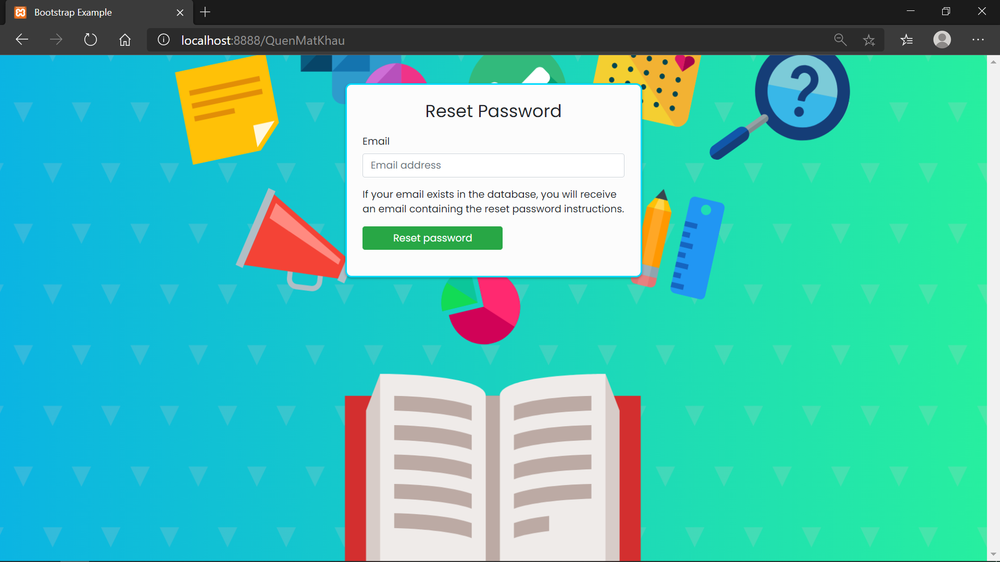 Bootstrap Example
localhost:8888/QuenMatKhau
?
Reset Password
Email
Email address
If your email exists in the database, you will receive
an email containing the reset password instructions.
Reset password